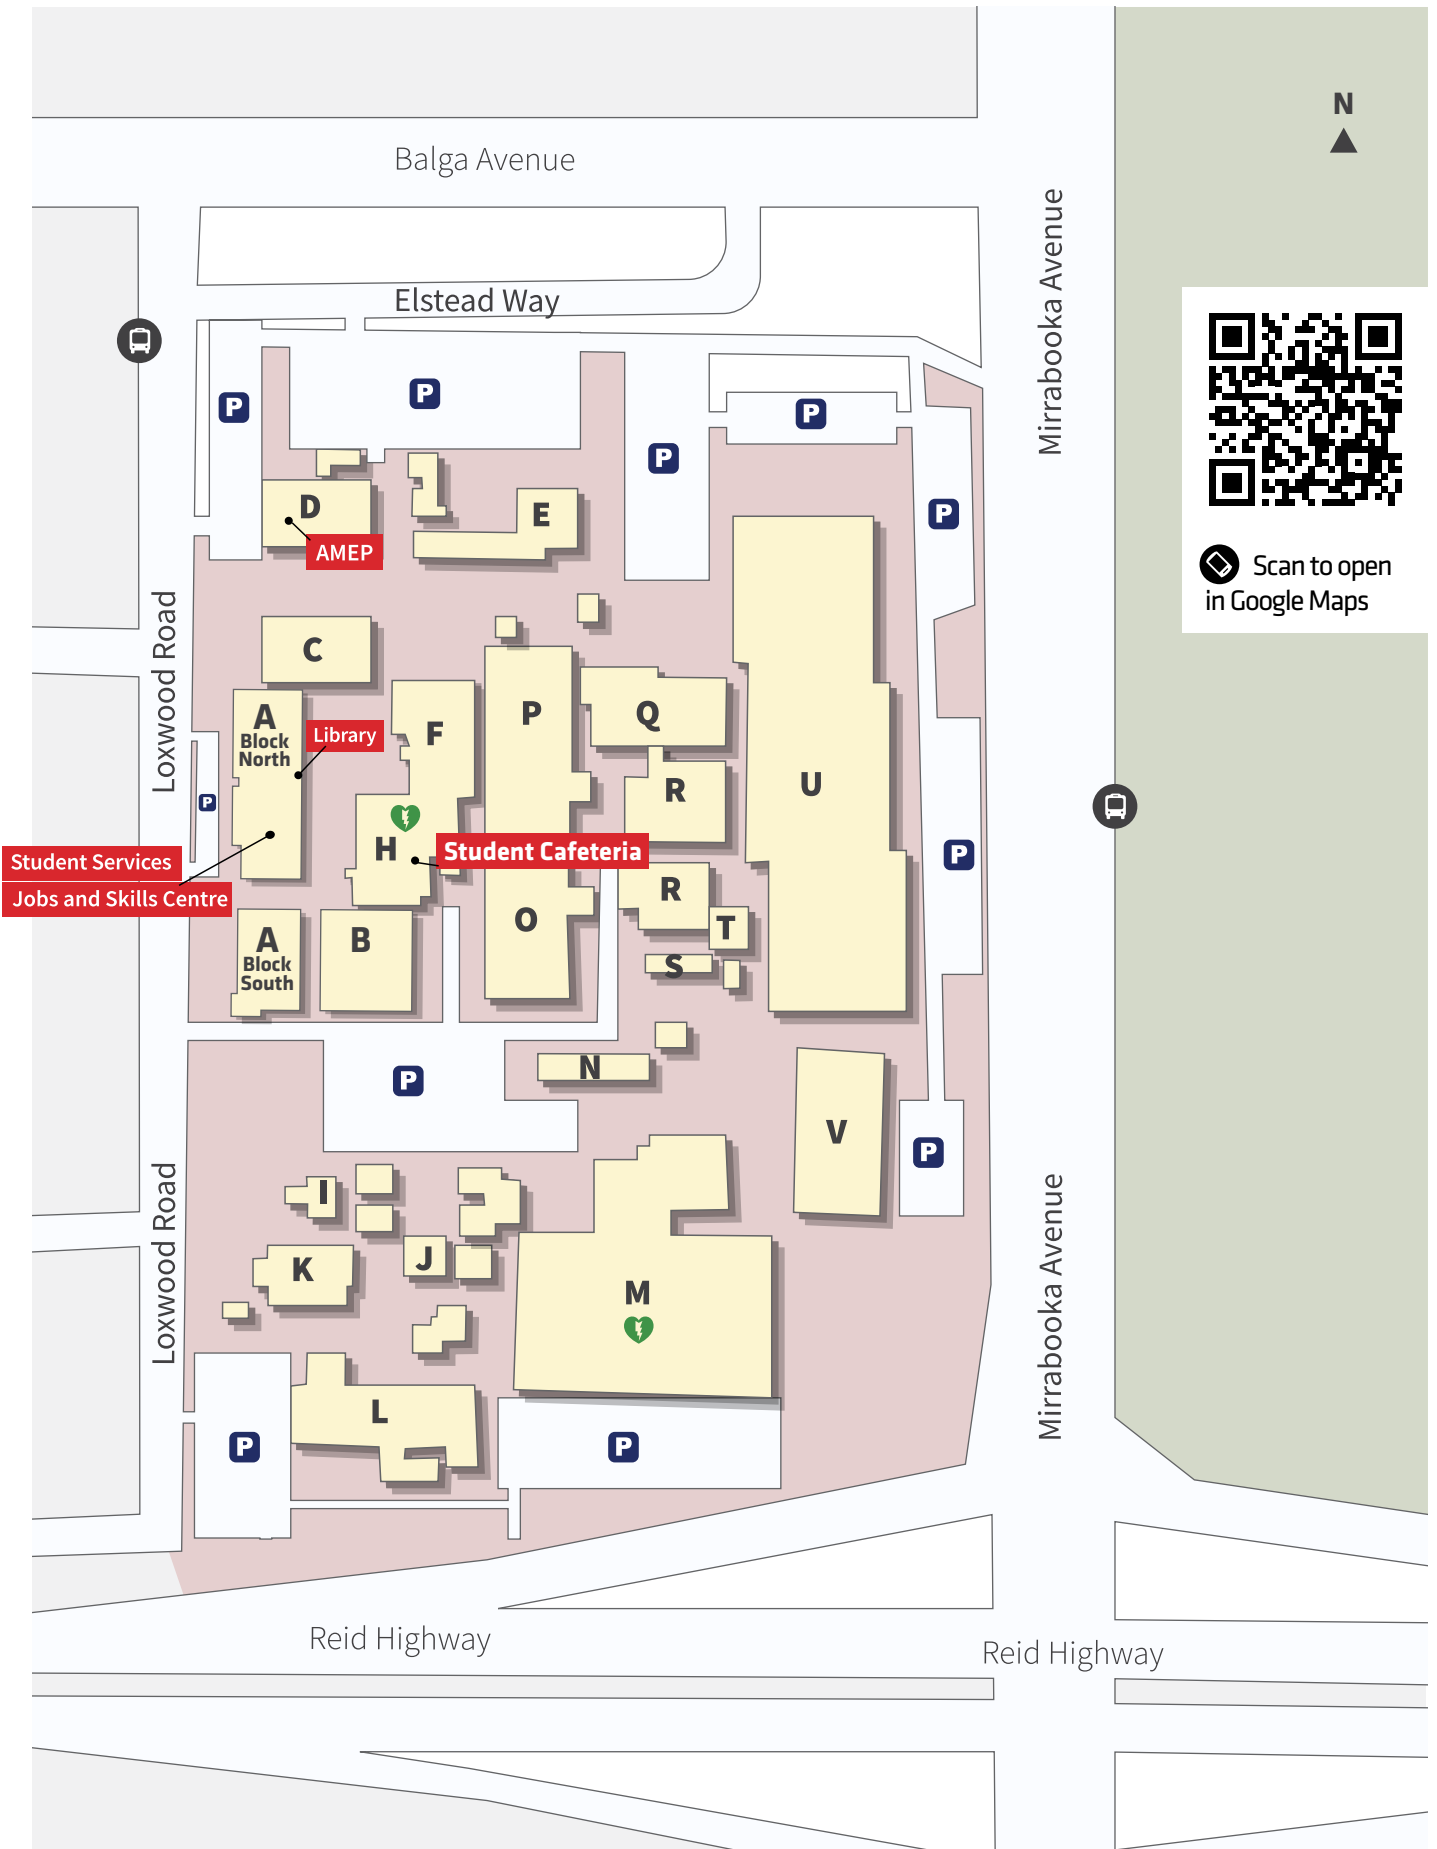 N
Balga Avenue
Mirrabooka Avenue
Elstead Way
P
P
P
P
P
D
E
AMEP
Scan to open
in Google Maps
Loxwood Road
C
A
Block
North
Library
F
P
Q
R
U
P
H
Student Cafeteria
P
Student Services
Jobs and Skills Centre
R
T
S
O
A
Block
South
B
N
P
V
P
I
Loxwood Road
Mirrabooka Avenue
K
J
M
L
P
P
Reid Highway
Reid Highway